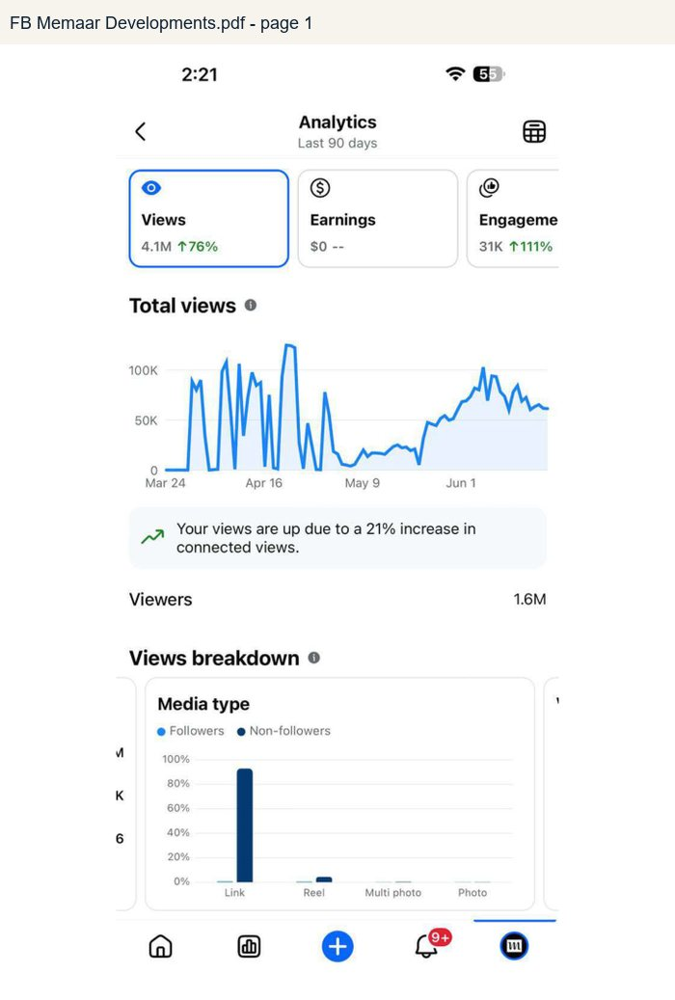 FB Memaar Developments.pdf - page 1
2:21
55
Analytics
Last 90 days
Views
4.1M ↑76%
Earnings
$0 --
Engageme
31K ↑111%
Total views
100K
50K
0
Mar 24 Apr 16 May 9 Jun 1
Your views are up due to a 21% increase in
connected views.
Viewers 1.6M
Views breakdown
M
K
6
Media type
Followers Non-followers
100%
80%
60%
40%
20%
0%
Link Reel Multi photo Photo
9+